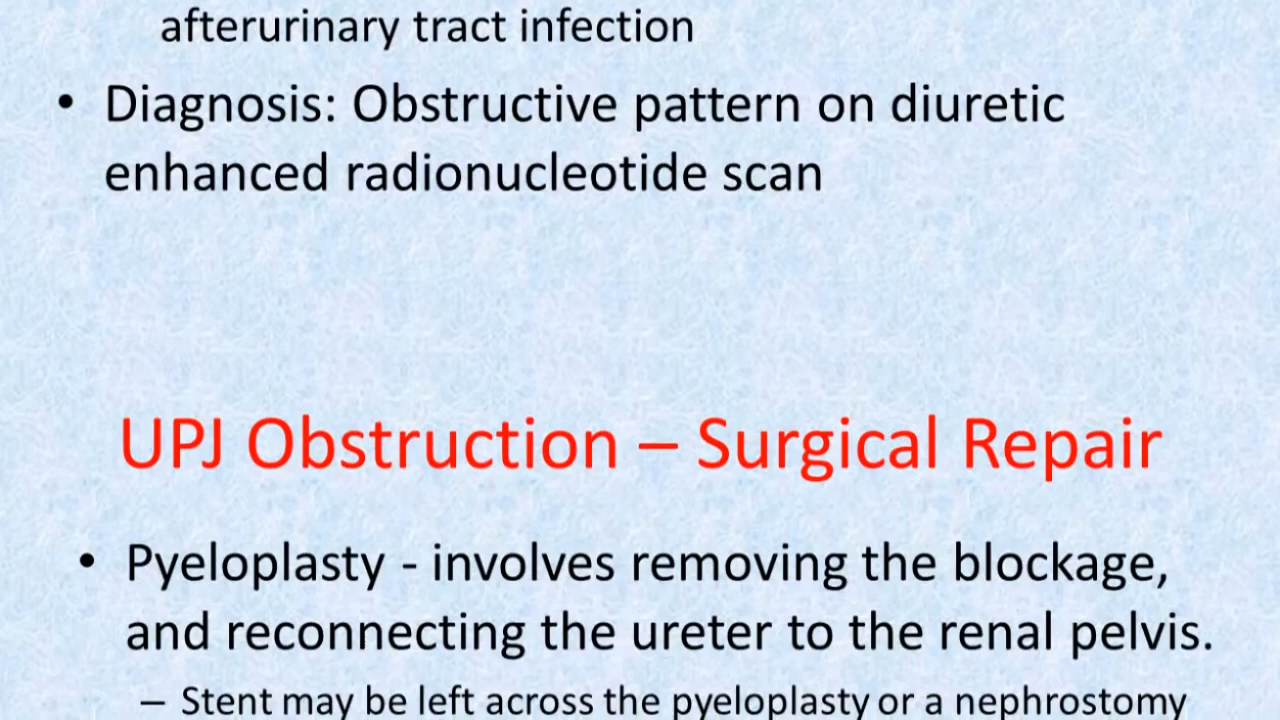 afterurinary tract infection
• Diagnosis: Obstructive pattern on diuretic
enhanced radionucleotide scan
UPJ Obstruction – Surgical Repair
• Pyeloplasty - involves removing the blockage,
and reconnecting the ureter to the renal pelvis.
– Stent may be left across the pyeloplasty or a nephrostomy